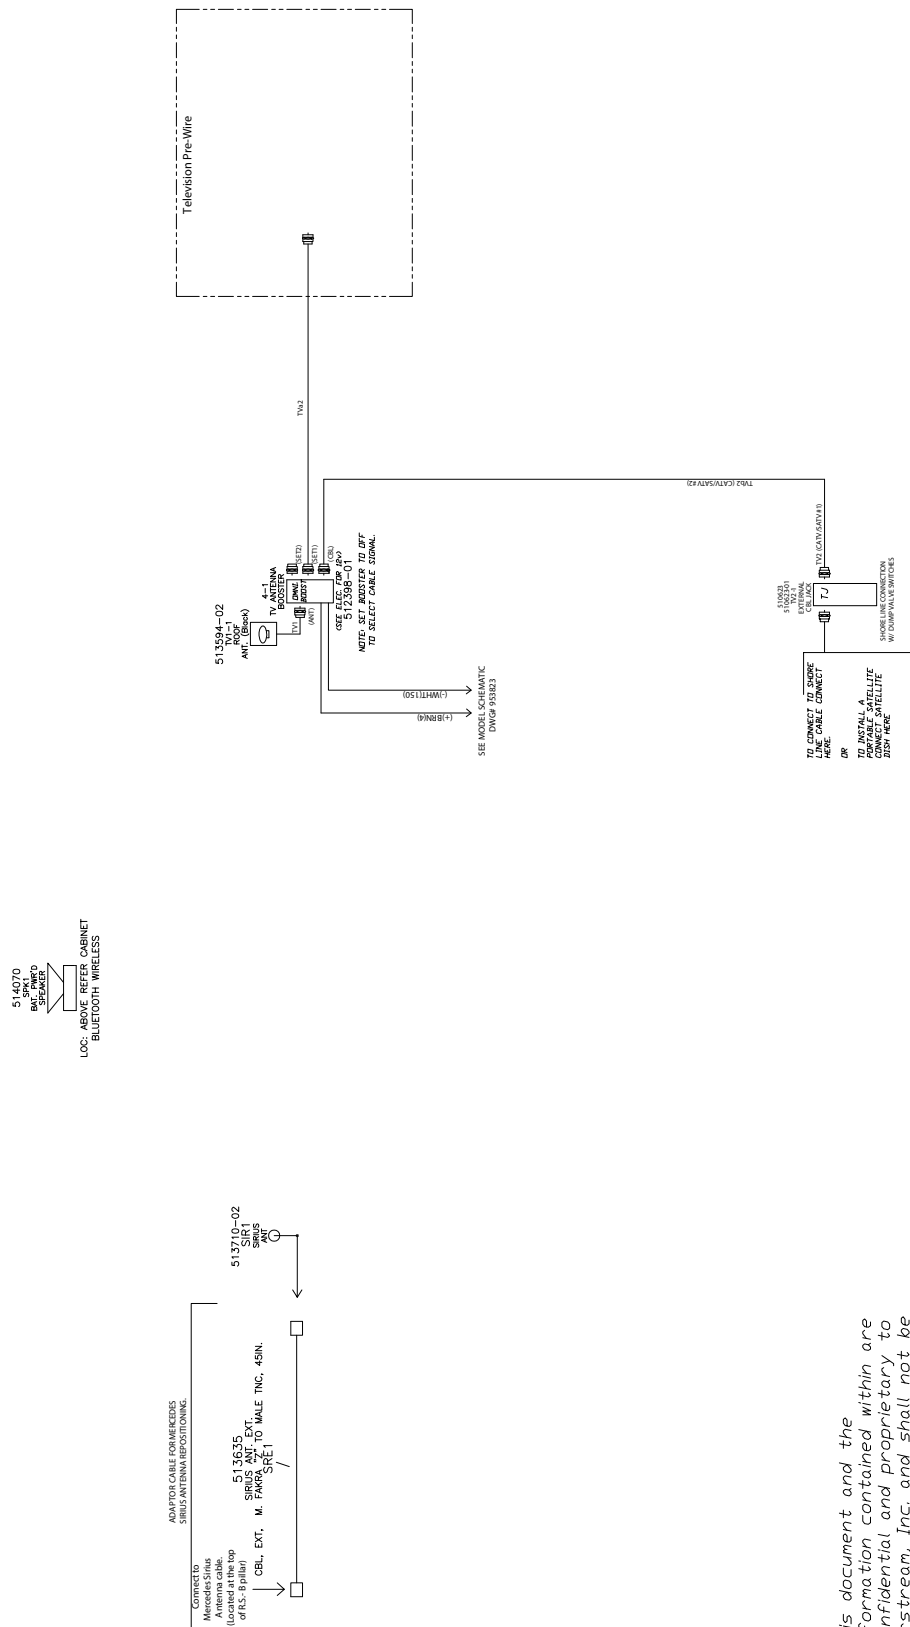 Television Pre-Wire
TVa2
TVb2 (CATV/SATV#2)
TV2 (CATV/SATV#1)
(SET2)
(SET1)
(CBL)
4-1
TV ANTENNA
BOOSTER
OMNI
BOOST
(SEE ELEC. FOR 12v)
512398-01
NOTE: SET BOOSTER TO OFF
TO SELECT CABLE SIGNAL.
513594-02
TV1-1
ROOF
ANT. (Block)
TV1
(ANT)
(-)WHT(150)
(+)BRN(4)
SEE MODEL SCHEMATIC
DWG# 953823
510623
510623-01
TV2-1
EXTERNAL
CBL JACK
TJ
SHORE LINE CONNECTION
W/ DUMP VALVE SWITCHES
TO CONNECT TO SHORE
LINE CABLE CONNECT
HERE.
OR
TO INSTALL A
PORTABLE SATELLITE
CONNECT SATELLITE
DISH HERE
514070
SPK1
BAT. PWR'D
SPEAKER
LOC: ABOVE REFER CABINET
BLUETOOTH WIRELESS
513710-02
SIR1
SIRIUS
ANT
ADAPTOR CABLE FOR MERCEDES
SIRIUS ANTENNA REPOSITIONING.
513635
SIRIUS ANT. EXT.
CBL, EXT, M. FAKRA "Z" TO MALE TNC, 45IN.
SRE1
/
Connect to
Mercedes Sirius
Antenna cable.
(Located at the top
of R.S.- B pillar)
is document and the
formation contained within are
nfidential and proprietary to
rstream, Inc. and shall not be